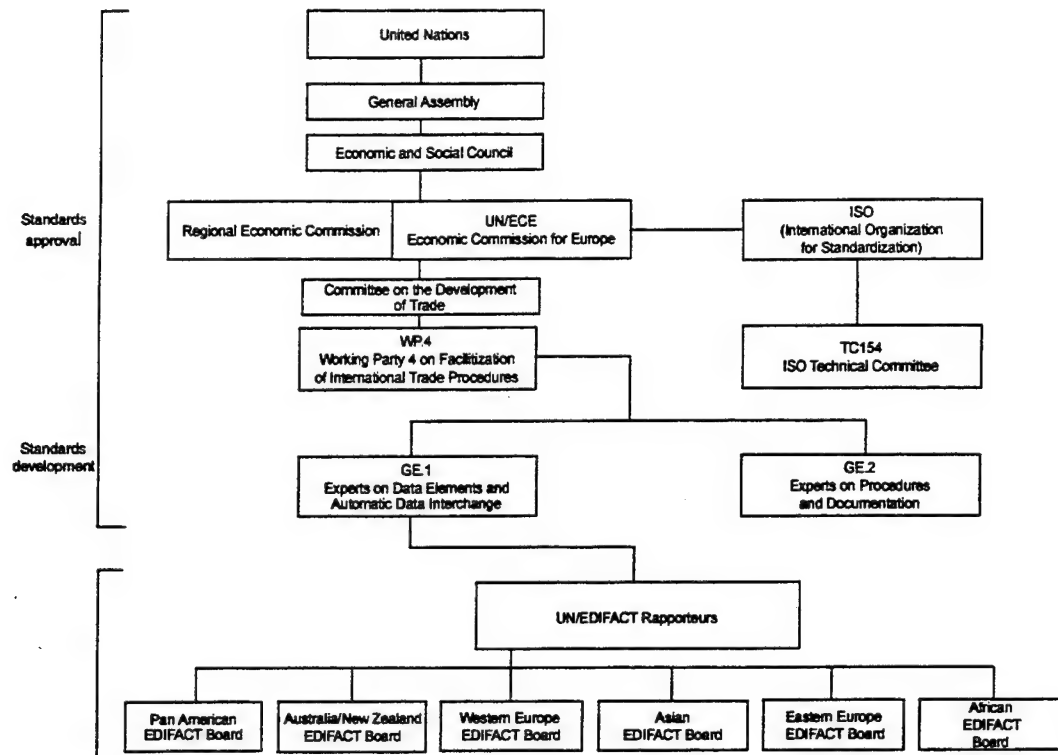 United Nations
General Assembly
Economic and Social Council
Standards
approval
Regional Economic Commission
UN/ECE
Economic Commission for Europe
ISO
(International Organization
for Standardization)
Committee on the Development
of Trade
WP.4
Working Party 4 on Facilitization
of International Trade Procedures
TC154
ISO Technical Committee
Standards
development
GE.1
Experts on Data Elements and
Automatic Data Interchange
GE.2
Experts on Procedures
and Documentation
UN/EDIFACT Rapporteurs
Pan American
EDIFACT Board
Australia/New Zealand
EDIFACT Board
Western Europe
EDIFACT Board
Asian
EDIFACT Board
Eastern Europe
EDIFACT Board
African
EDIFACT
Board